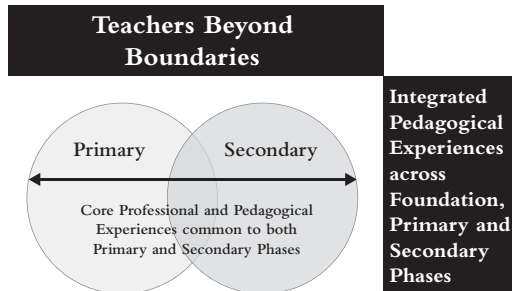 Teachers Beyond
Boundaries
Primary
Secondary
Core Professional and Pedagogical
Experiences common to both
Primary and Secondary Phases
Integrated
Pedagogical
Experiences
across
Foundation,
Primary and
Secondary
Phases